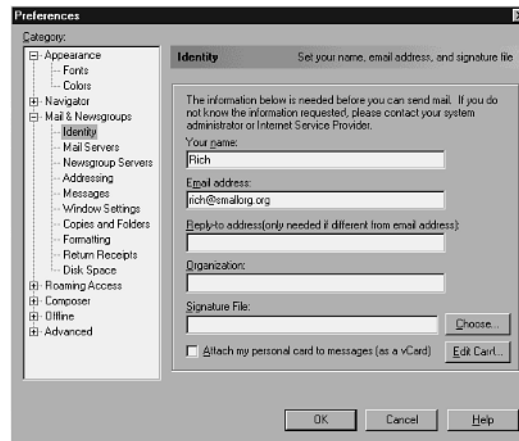 Preferences
Category:
Appearance
Fonts
Colors
Navigator
Mail & Newsgroups
Identity
Mail Servers
Newsgroup Servers
Addressing
Messages
Window Settings
Copies and Folders
Formatting
Return Receipts
Disk Space
Roaming Access
Composer
Offline
Advanced
Identity
Set your name, email address, and signature file
The information below is needed before you can send mail. If you do
not know the information requested, please contact your system
administrator or Internet Service Provider.
Your name:
Rich
Email address:
rich@smallorg.org
Reply-to address(only needed if different from email address):
Organization:
Signature File:
Choose...
Attach my personal card to messages (as a vCard)
Edit Card...
OK
Cancel
Help